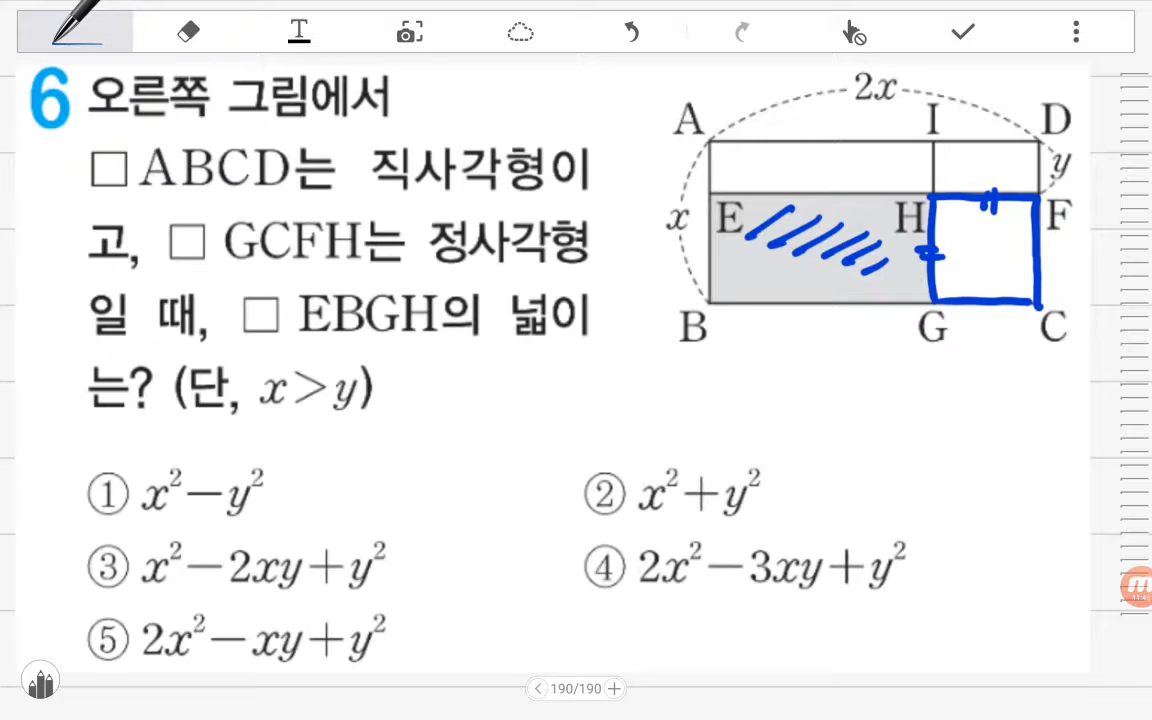 T
6 오른쪽 그림에서
□ABCD는 직사각형이
고, □ GCFH는 정사각형
일 때, □ EBGH의 넓이
는? (단, x>y)
2x
A I D
y
x E H F
B G C
① x²-y² ② x²+y²
③ x²-2xy+y² ④ 2x²-3xy+y²
⑤ 2x²-xy+y²
190/190